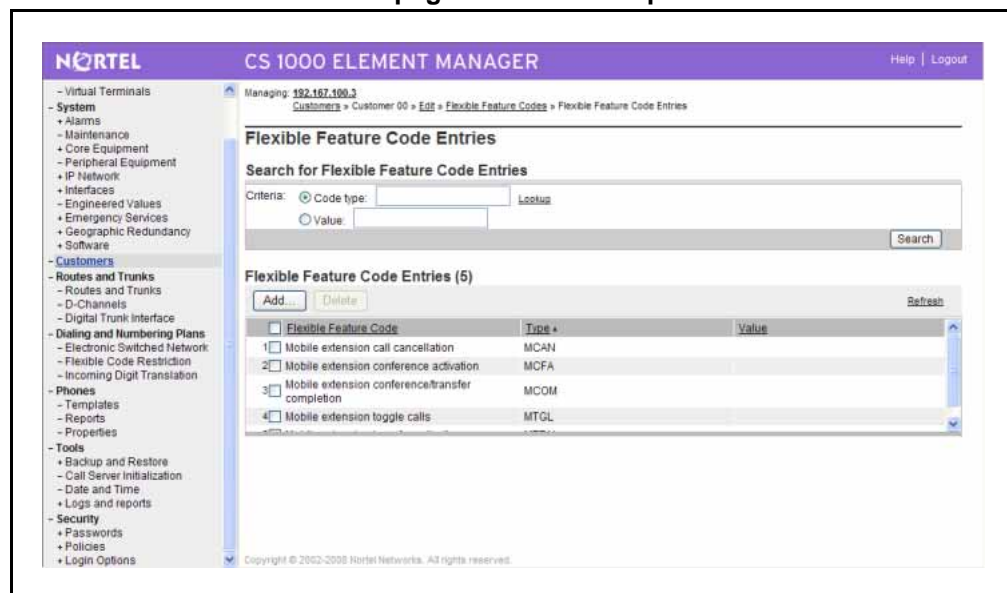 NORTEL
CS 1000 ELEMENT MANAGER
Help | Logout
- Virtual Terminals
- System
+ Alarms
- Maintenance
+ Core Equipment
- Peripheral Equipment
+ IP Network
+ Interfaces
- Engineered Values
+ Emergency Services
+ Geographic Redundancy
+ Software
- Customers
- Routes and Trunks
- Routes and Trunks
- D-Channels
- Digital Trunk Interface
- Dialing and Numbering Plans
- Electronic Switched Network
- Flexible Code Restriction
- Incoming Digit Translation
- Phones
- Templates
- Reports
- Properties
- Tools
+ Backup and Restore
- Call Server Initialization
- Date and Time
+ Logs and reports
- Security
+ Passwords
+ Policies
+ Login Options
Managing: 192.167.100.3
Customers » Customer 00 » Edit » Flexible Feature Codes » Flexible Feature Code Entries
Flexible Feature Code Entries
Search for Flexible Feature Code Entries
Criteria: Code type: Lookup
Value:
Search
Flexible Feature Code Entries (5)
Add... Delete Refresh
Flexible Feature Code Type Value
1 Mobile extension call cancellation MCAN
2 Mobile extension conference activation MCFA
3 Mobile extension conference/transfer completion MCOM
4 Mobile extension toggle calls MTGL
Copyright © 2002-2008 Nortel Networks. All rights reserved.